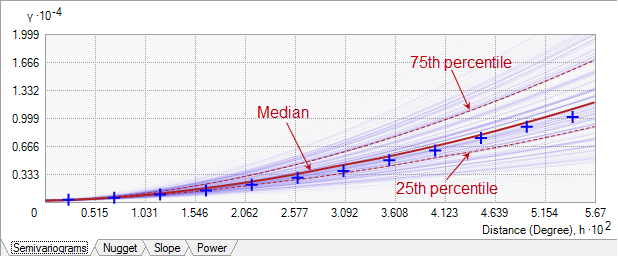 γ·10⁻⁴
1.999
1.666
1.332
0.999
0.666
0.333
75th percentile
Median
25th percentile
0 0.515 1.031 1.546 2.062 2.577 3.092 3.608 4.123 4.639 5.154 5.67
Distance (Degree), h·10²
Semivariograms Nugget Slope Power